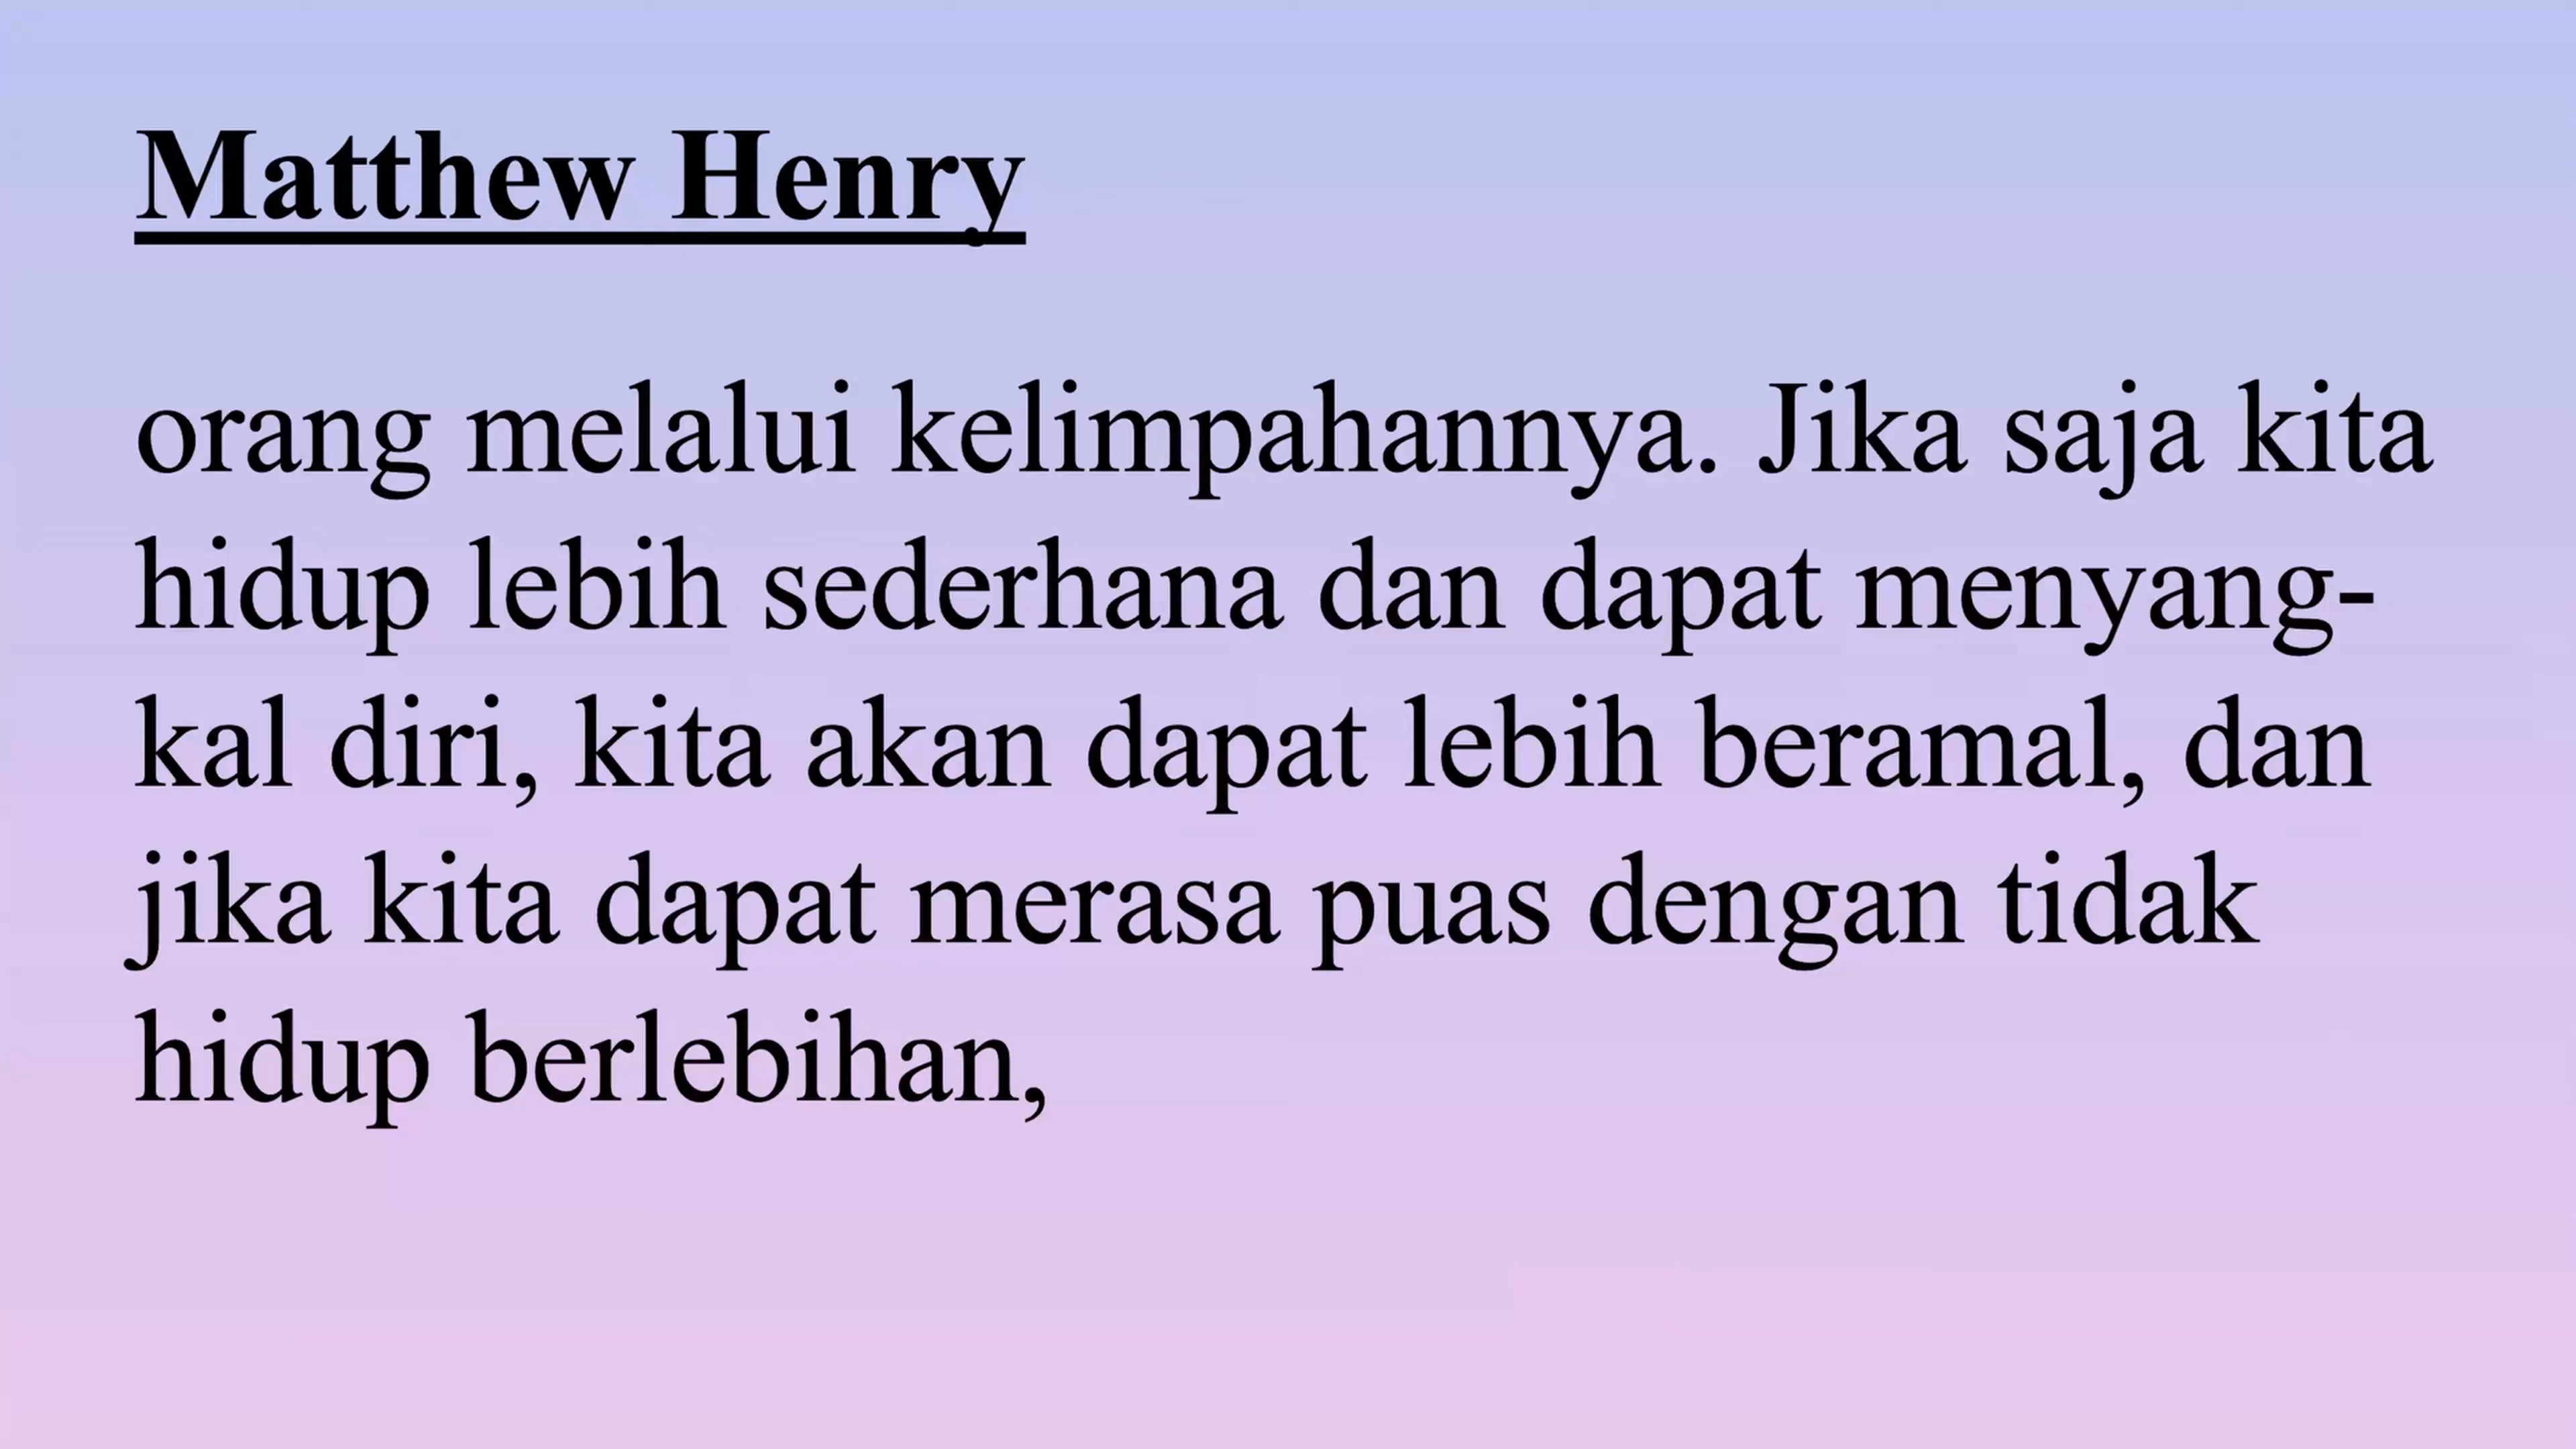 Matthew Henry
orang melalui kelimpahannya. Jika saja kita
hidup lebih sederhana dan dapat menyang-
kal diri, kita akan dapat lebih beramal, dan
jika kita dapat merasa puas dengan tidak
hidup berlebihan,